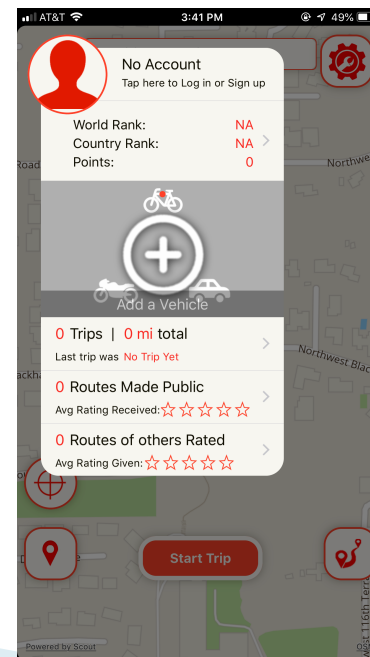 AT&T
3:41 PM
49%
No Account
Tap here to Log in or Sign up
World Rank: NA
Country Rank: NA
Points: 0
Road
Northwe
Add a Vehicle
0 Trips | 0 mi total
Last trip was No Trip Yet
Northwest Blac
0 Routes Made Public
Avg Rating Received:
0 Routes of others Rated
Avg Rating Given:
Start Trip
west 116th Terra
Powered by Scout